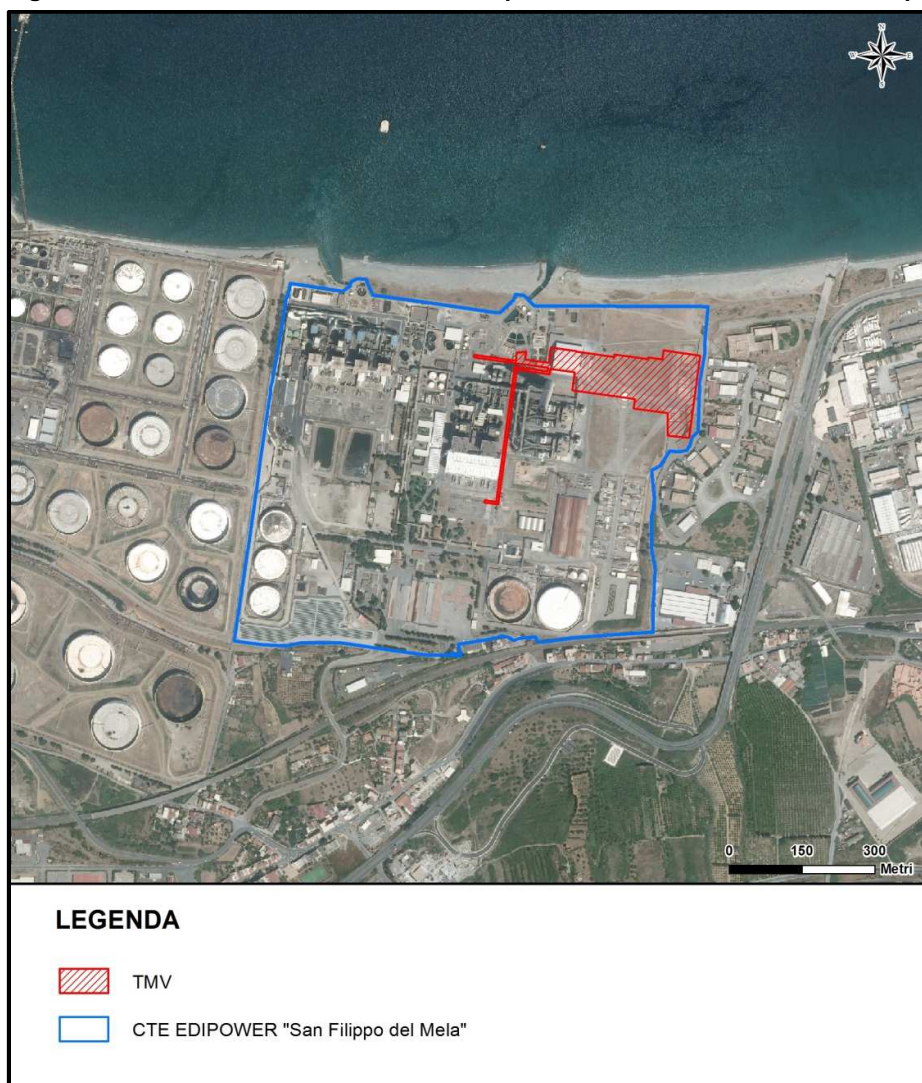 N
W E
S
0 150 300
Metri
LEGENDA
TMV
CTE EDIPOWER "San Filippo del Mela"